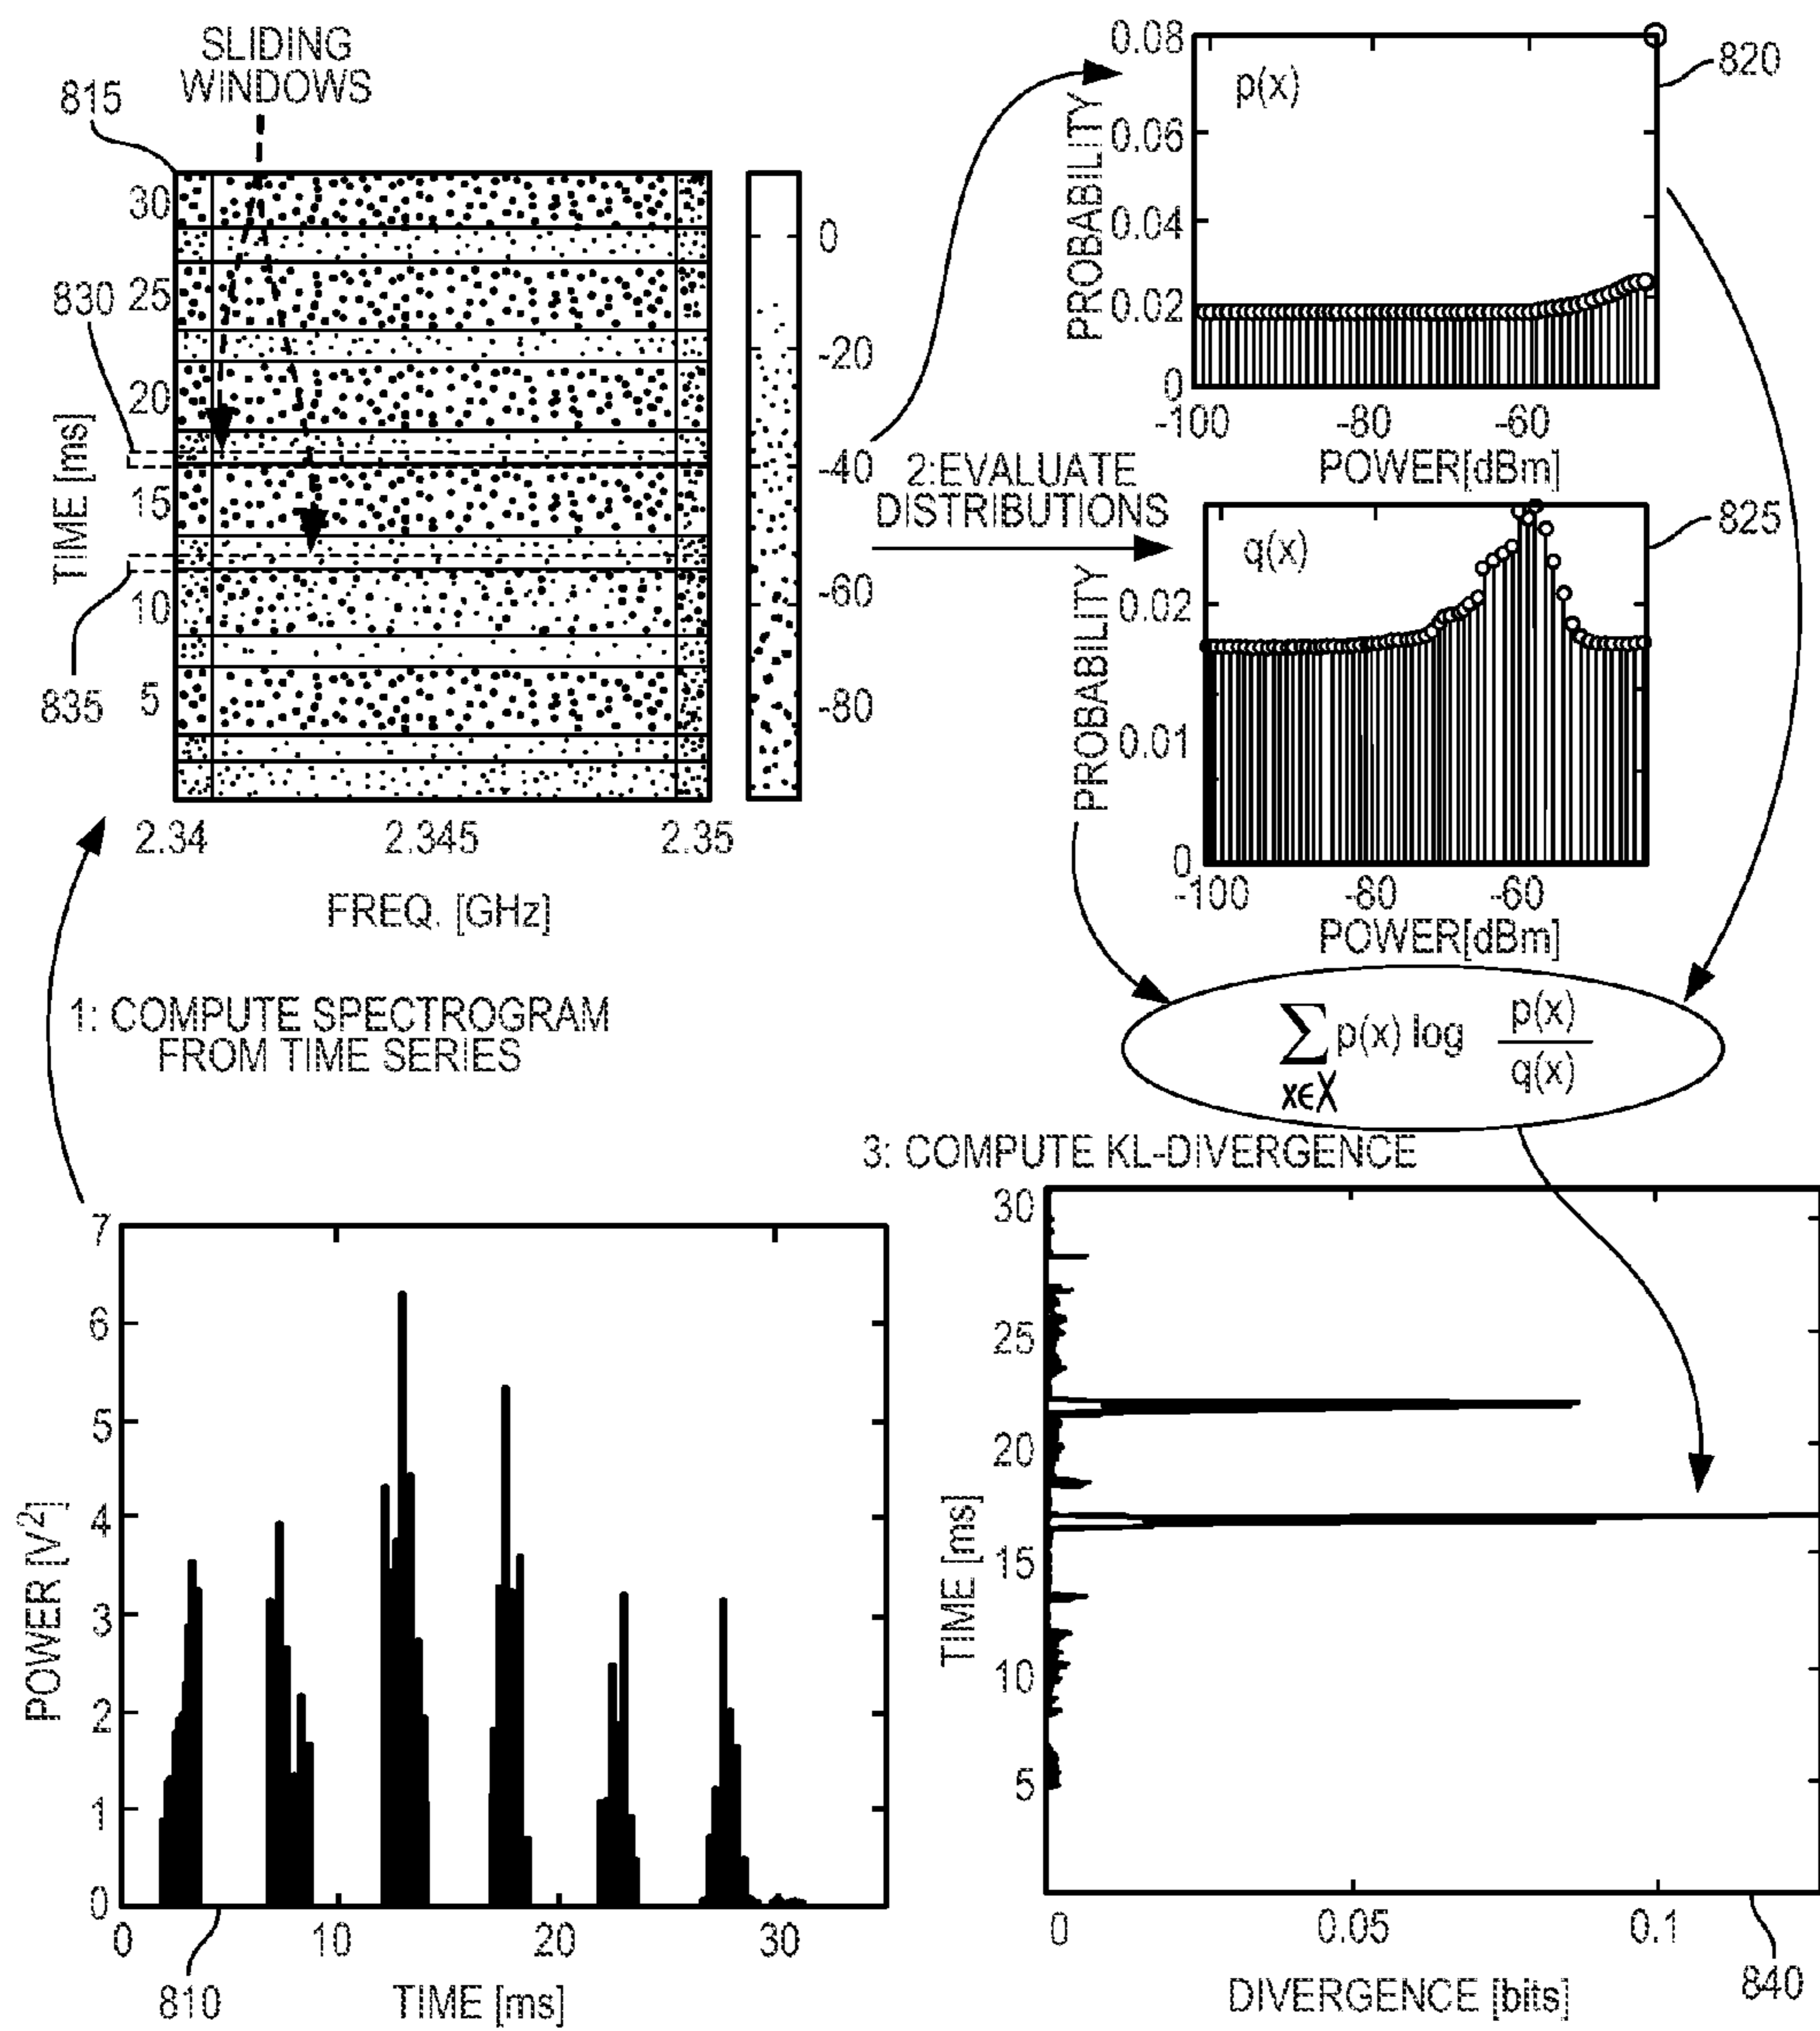 SLIDING
WINDOWS
815
30
830
25
20
TIME [ms]
15
10
835
5
2.34
2.345
2.35
FREQ. [GHz]
0
-20
-40
-60
-80
2:EVALUATE
DISTRIBUTIONS
0.08
p(x)
820
PROBABILITY
0.06
0.04
0.02
0
-100
-80
-60
POWER[dBm]
q(x)
825
PROBABILITY
0.02
0.01
0
-100
-80
-60
POWER[dBm]
1: COMPUTE SPECTROGRAM
FROM TIME SERIES
∑ p(x) log p(x)/q(x)
xϵX
3: COMPUTE KL-DIVERGENCE
7
6
5
4
3
2
1
0
POWER [V²]
0
10
20
30
810
TIME [ms]
30
25
20
15
10
5
TIME [ms]
0
0.05
0.1
DIVERGENCE [bits]
840